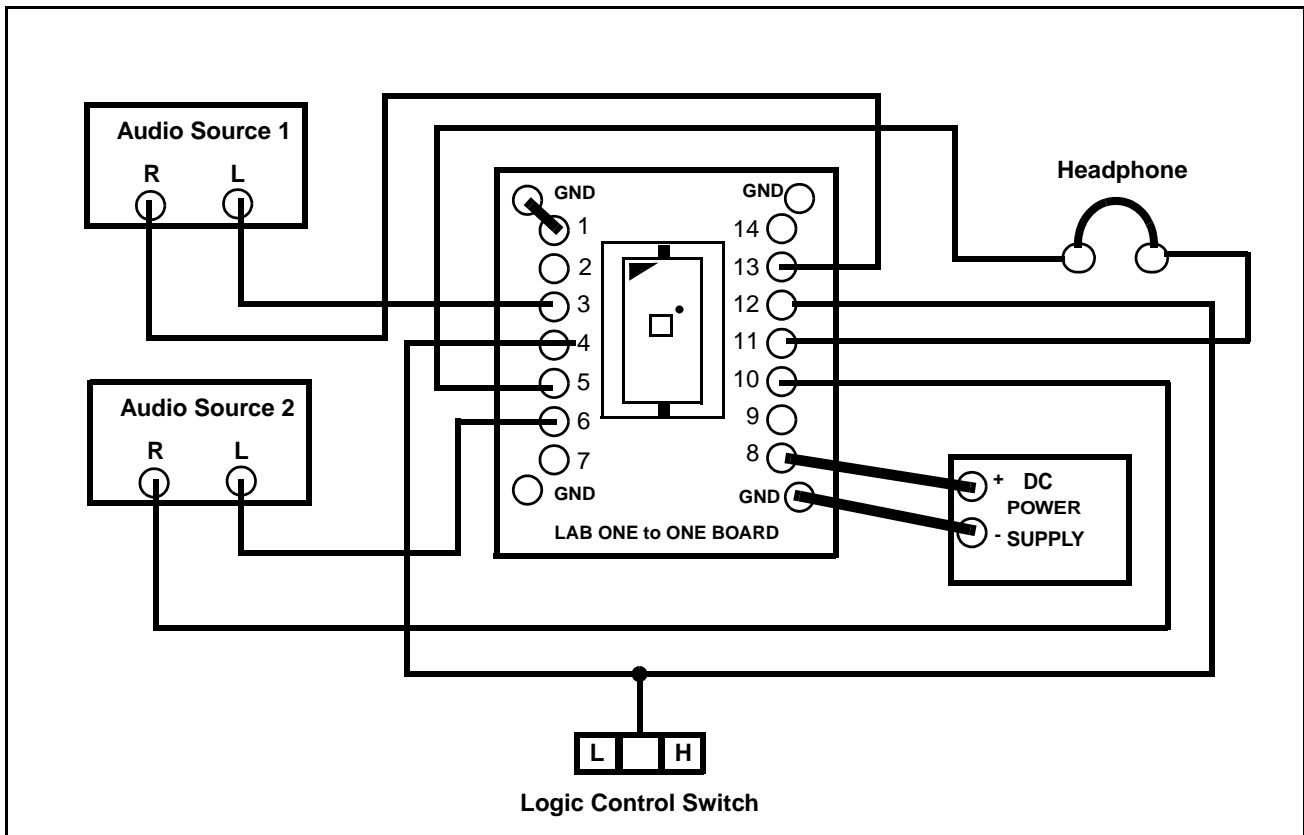 Audio Source 1
R L
Headphone
GND GND
1 14
2 13
3 12
4 11
5 10
6 9
7 8
GND GND
LAB ONE to ONE BOARD
+ DC
POWER
- SUPPLY
Audio Source 2
R L
L H
Logic Control Switch